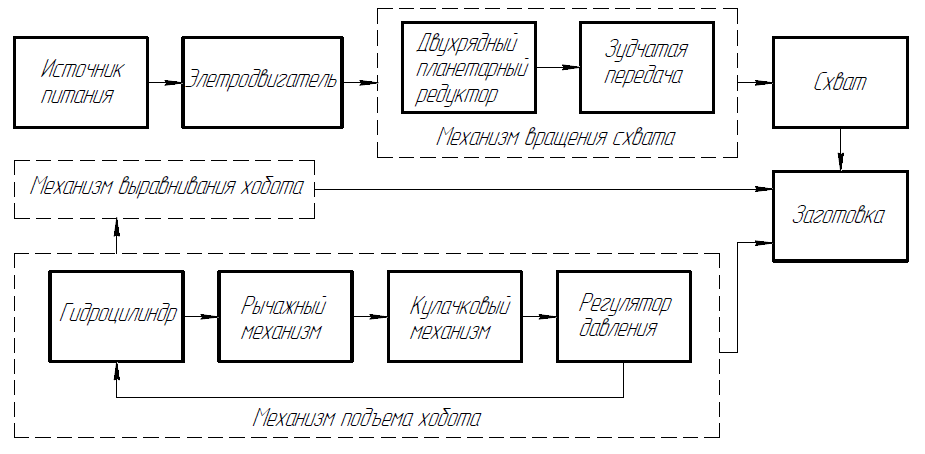 Источник
питания
Элетродвигатель
Двухрядный
планетарный
редуктор
Зудчатая
передача
Механизм вращения схвата
Схват
Механизм выравнивания хобота
Заготовка
Гидроцилиндр
Рычажный
механизм
Кулачковый
механизм
Регулятор
давления
Механизм подъема хобота